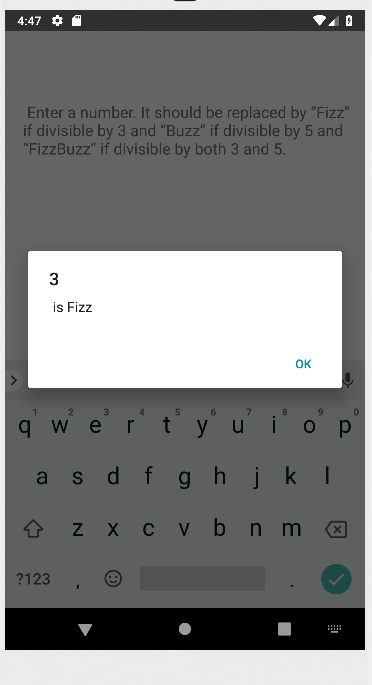 4:47
Enter a number. It should be replaced by “Fizz”
if divisible by 3 and “Buzz” if divisible by 5 and
“FizzBuzz” if divisible by both 3 and 5.
3
is Fizz
OK
1 2 3 4 5 6 7 8 9 0
q w e r t y u i o p
a s d f g h j k l
z x c v b n m
?123 , .